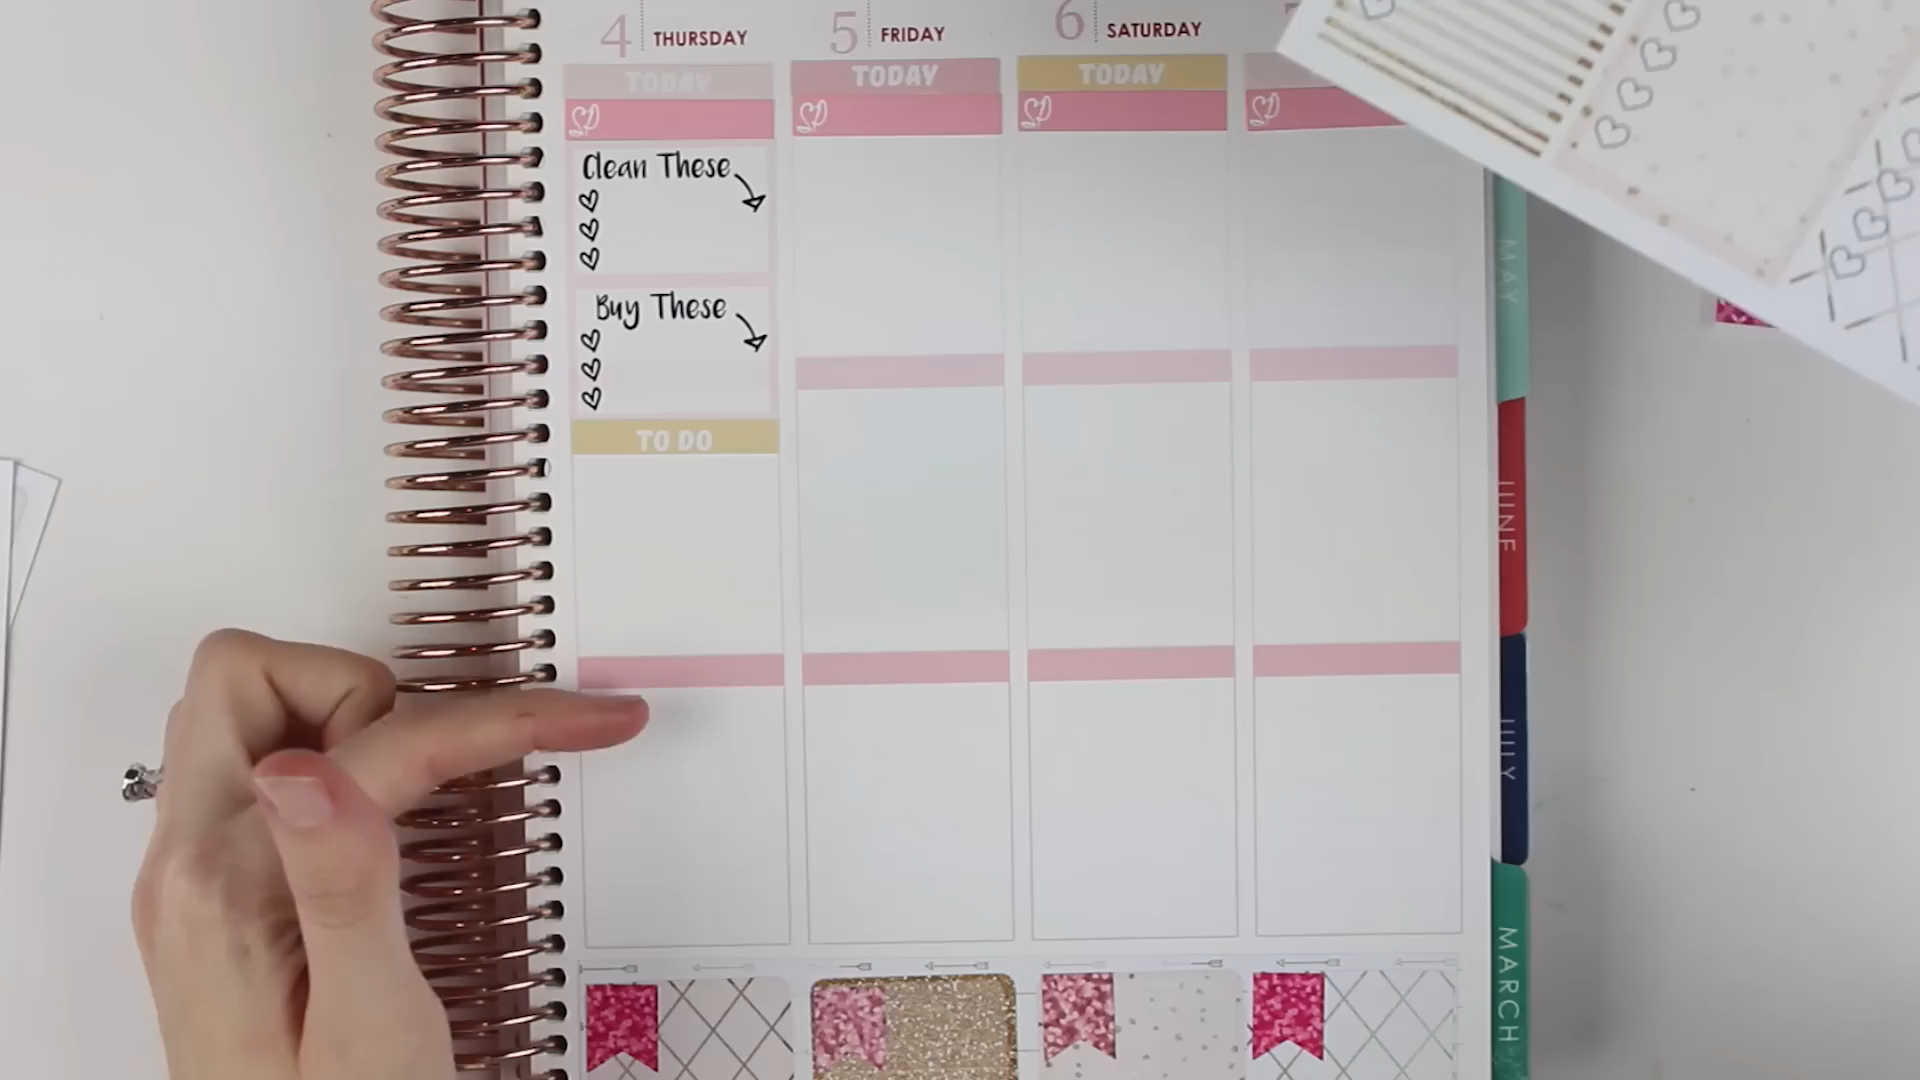 4 THURSDAY
5 FRIDAY
6 SATURDAY
TODAY
TODAY
TODAY
Clean These
Buy These
TO DO
MAY
JUNE
JULY
MARCH